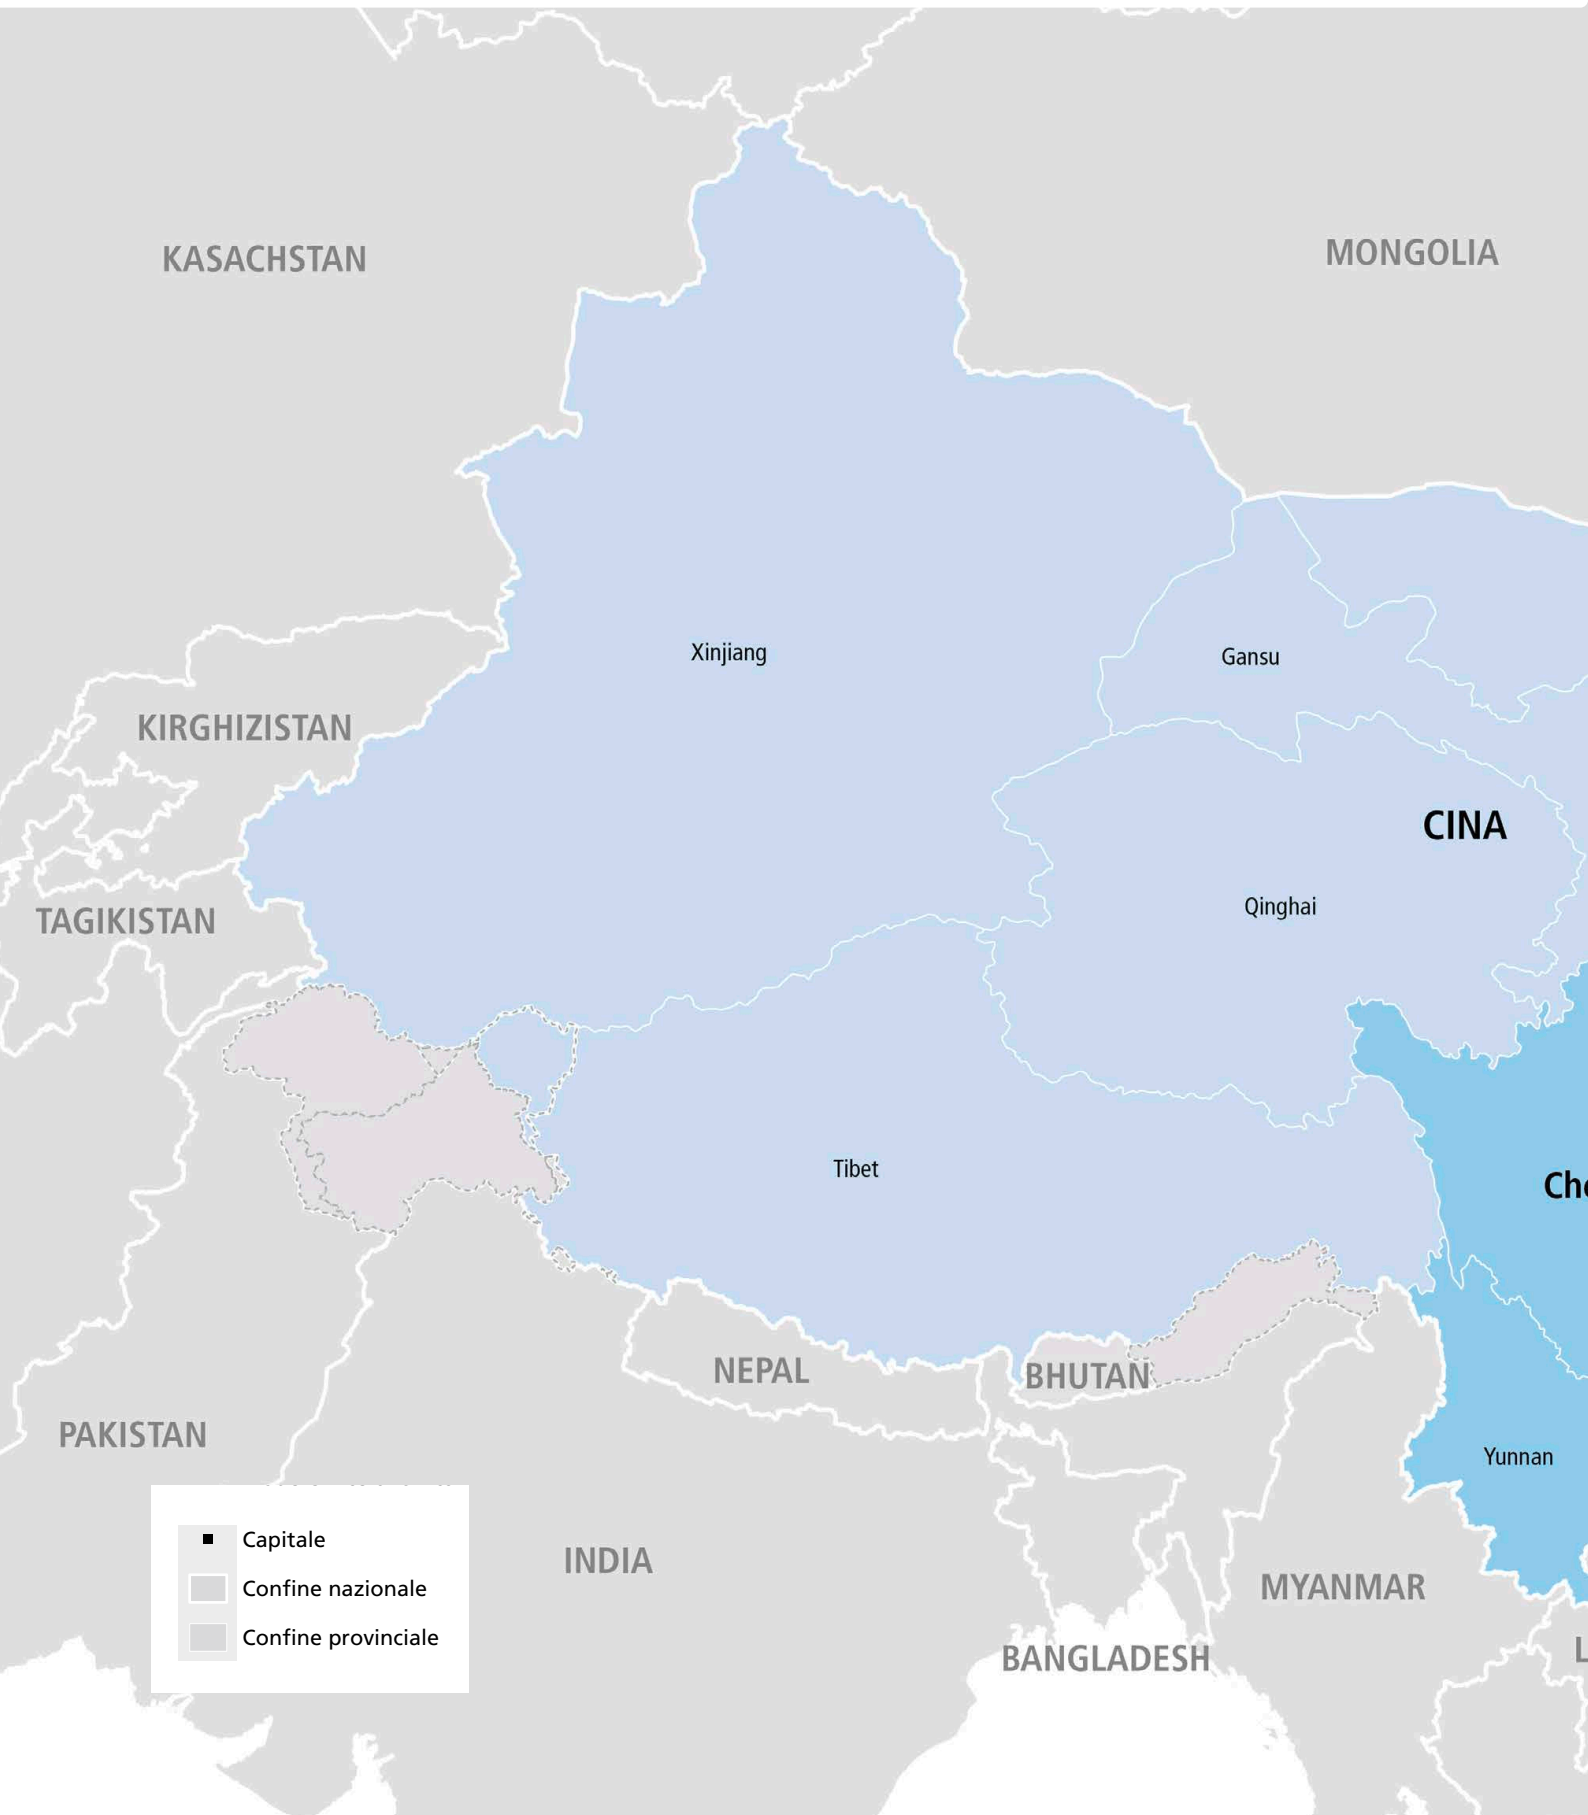 KASACHSTAN
MONGOLIA
Xinjiang
Gansu
KIRGHIZISTAN
CINA
Qinghai
TAGIKISTAN
Tibet
Che
NEPAL
BHUTAN
PAKISTAN
Yunnan
Capitale
INDIA
Confine nazionale
MYANMAR
Confine provinciale
BANGLADESH
L